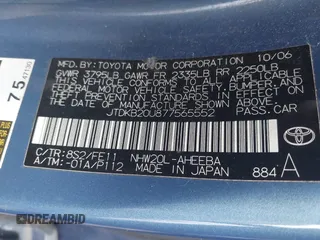 MFD. BY: TOYOTA MOTOR CORPORATION 10/06
GVWR 3795LB GAWR FR 2335LB RR 2250LB
THIS VEHICLE CONFORMS TO ALL APPLICABLE
FEDERAL MOTOR VEHICLE SAFETY, BUMPER, AND
THEFT PREVENTION STANDARDS IN EFFECT ON
THE DATE OF MANUFACTURE SHOWN ABOVE.
JTDKB20U877565552
PASS. CAR
C/TR: 8S2/FE11 NHW20L-AHEEBA
A/TM: -01A/P112 MADE IN JAPAN 884 A
TOYOTA
75
47190
DREAMBID